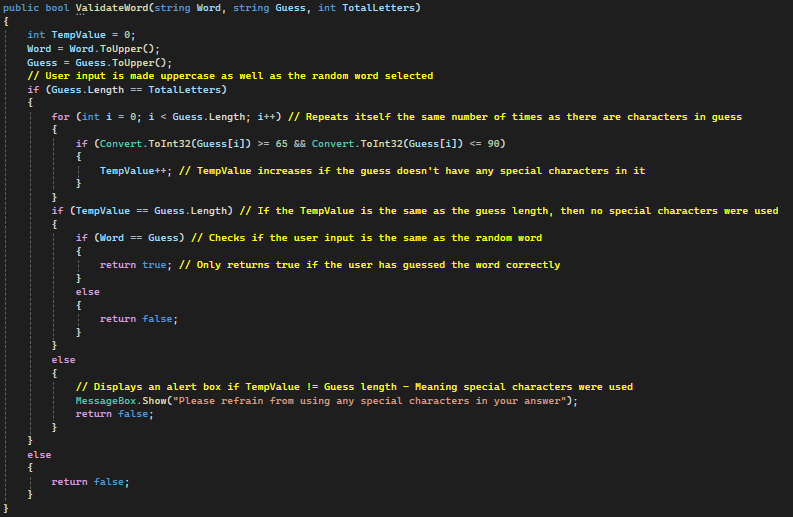 public bool ValidateWord(string Word, string Guess, int TotalLetters)
{
    int TempValue = 0;
    Word = Word.ToUpper();
    Guess = Guess.ToUpper();
    // User input is made uppercase as well as the random word selected
    if (Guess.Length == TotalLetters)
    {
        for (int i = 0; i < Guess.Length; i++) // Repeats itself the same number of times as there are characters in guess
        {
            if (Convert.ToInt32(Guess[i]) >= 65 && Convert.ToInt32(Guess[i]) <= 90)
            {
                TempValue++; // TempValue increases if the guess doesn't have any special characters in it
            }
        }
        if (TempValue == Guess.Length) // If the TempValue is the same as the guess length, then no special characters were used
        {
            if (Word == Guess) // Checks if the user input is the same as the random word
            {
                return true; // Only returns true if the user has guessed the word correctly
            }
            else
            {
                return false;
            }
        }
        else
        {
            // Displays an alert box if TempValue != Guess length – Meaning special characters were used
            MessageBox.Show("Please refrain from using any special characters in your answer");
            return false;
        }
    }
    else
    {
        return false;
    }
}